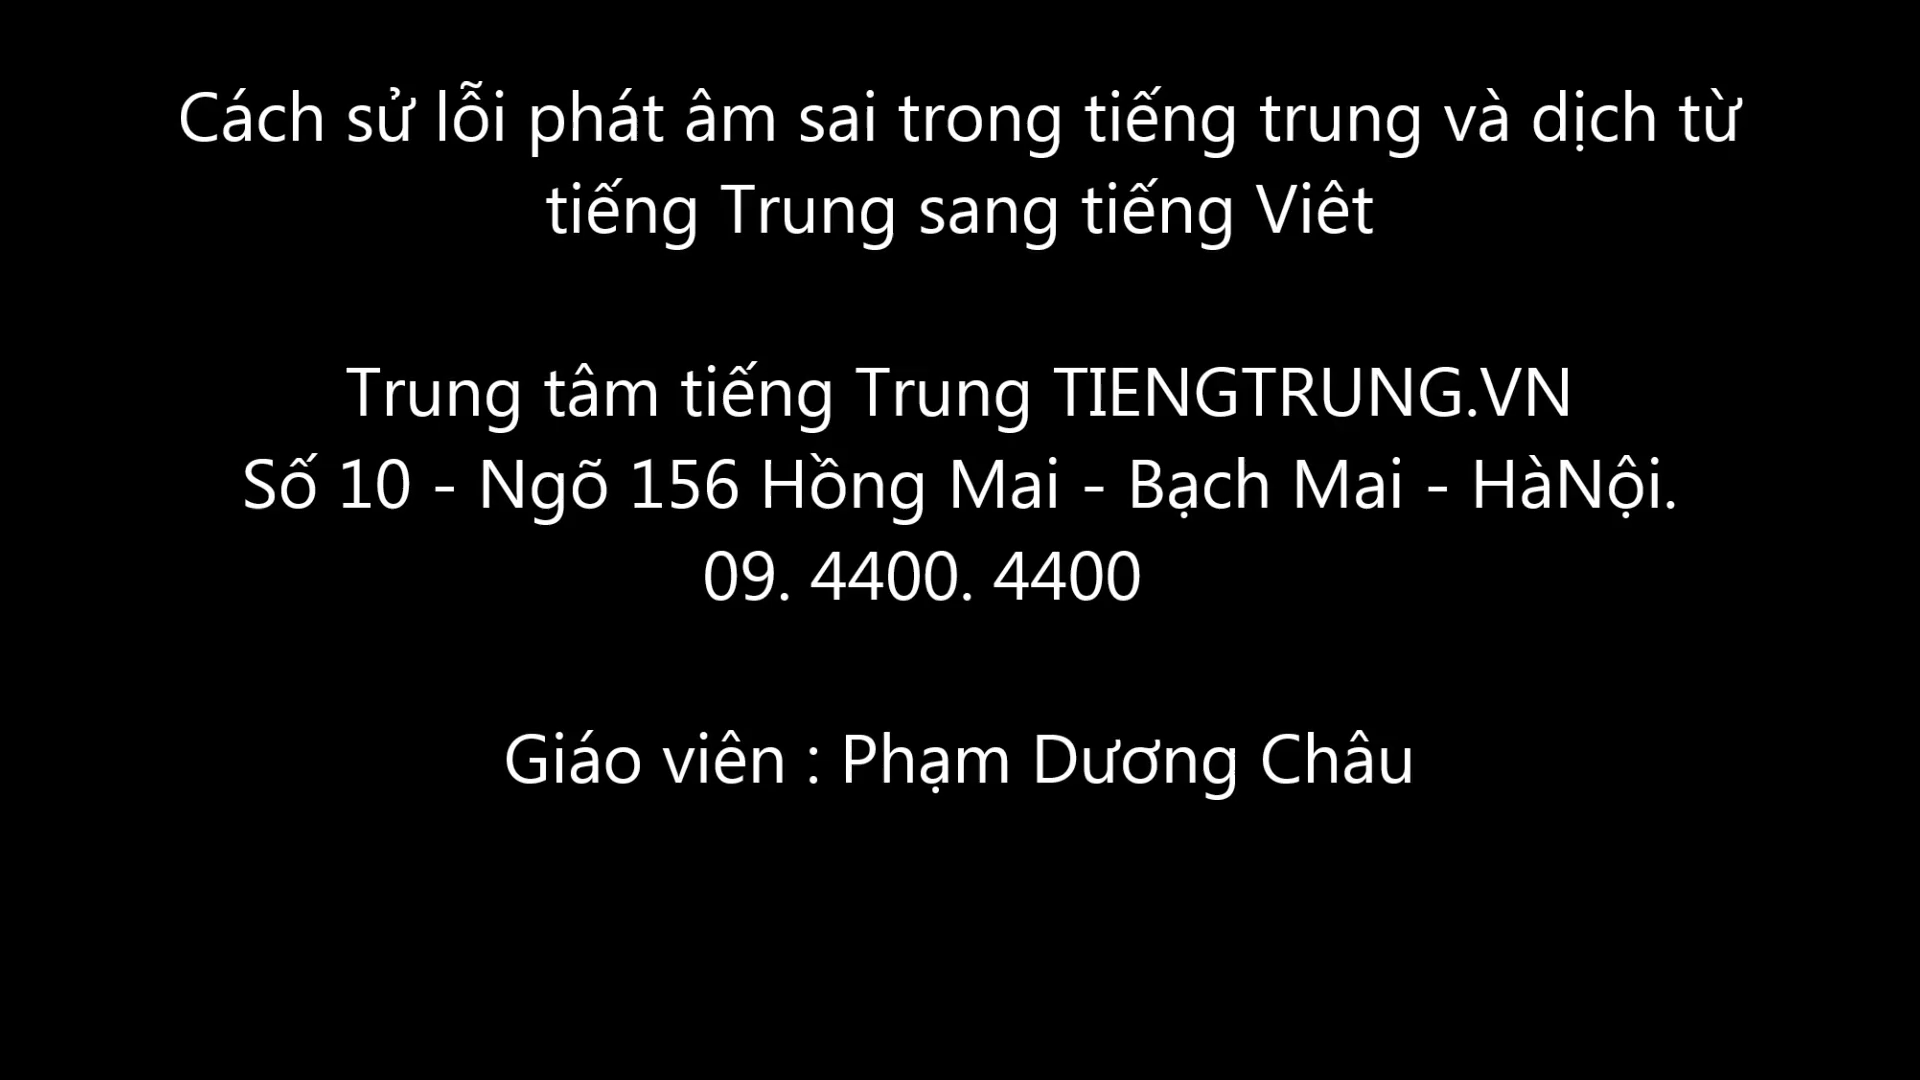 Cách sử lỗi phát âm sai trong tiếng trung và dịch từ
tiếng Trung sang tiếng Viêt
Trung tâm tiếng Trung TIENGTRUNG.VN
Số 10 - Ngõ 156 Hồng Mai - Bạch Mai - HàNội.
09. 4400. 4400
Giáo viên : Phạm Dương Châu